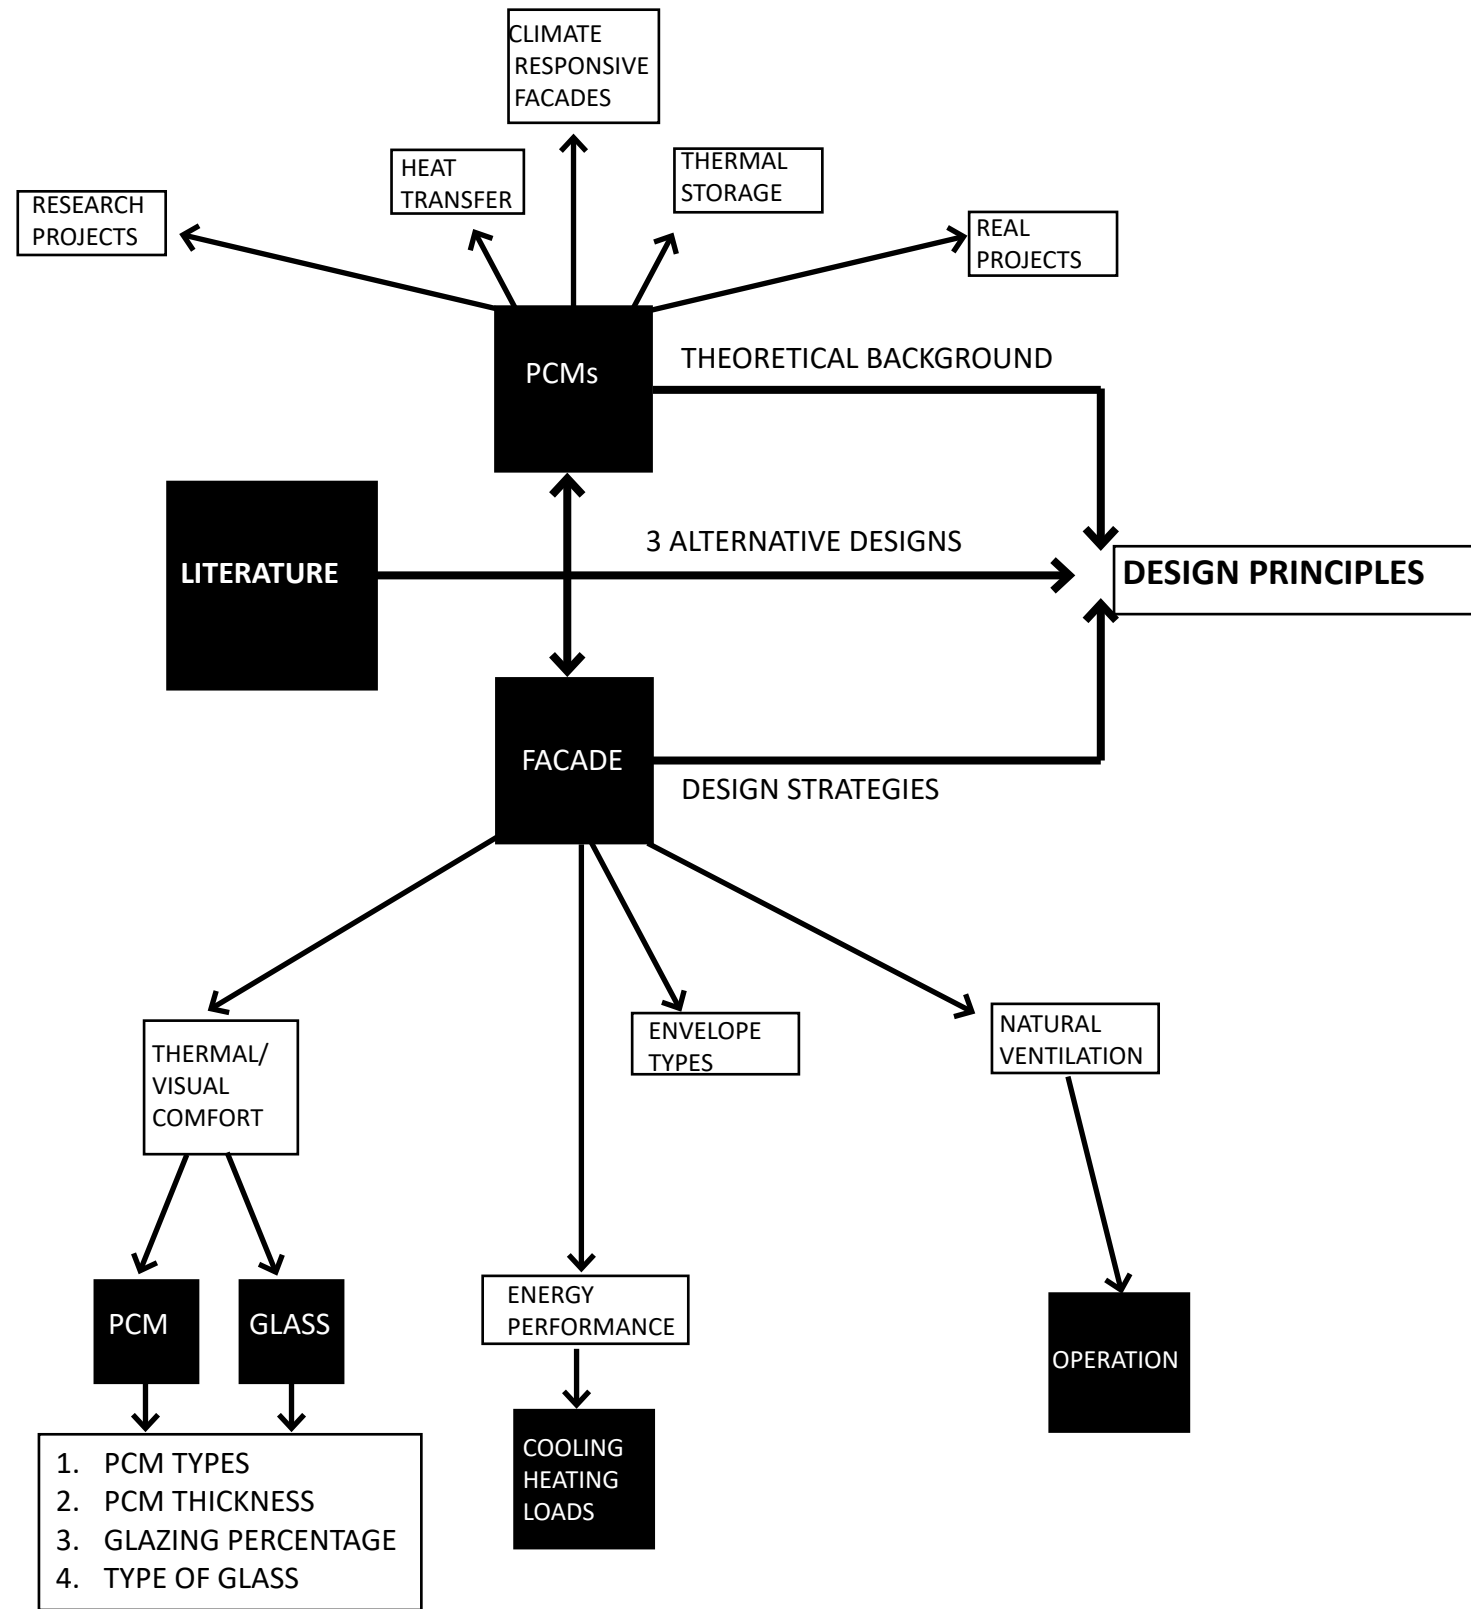 CLIMATE
RESPONSIVE
FACADES
HEAT
TRANSFER
THERMAL
STORAGE
RESEARCH
PROJECTS
REAL
PROJECTS
PCMs
THEORETICAL BACKGROUND
LITERATURE
3 ALTERNATIVE DESIGNS
DESIGN PRINCIPLES
FACADE
DESIGN STRATEGIES
THERMAL/
VISUAL
COMFORT
ENVELOPE
TYPES
NATURAL
VENTILATION
PCM
GLASS
ENERGY
PERFORMANCE
OPERATION
1. PCM TYPES
2. PCM THICKNESS
3. GLAZING PERCENTAGE
4. TYPE OF GLASS
COOLING
HEATING
LOADS